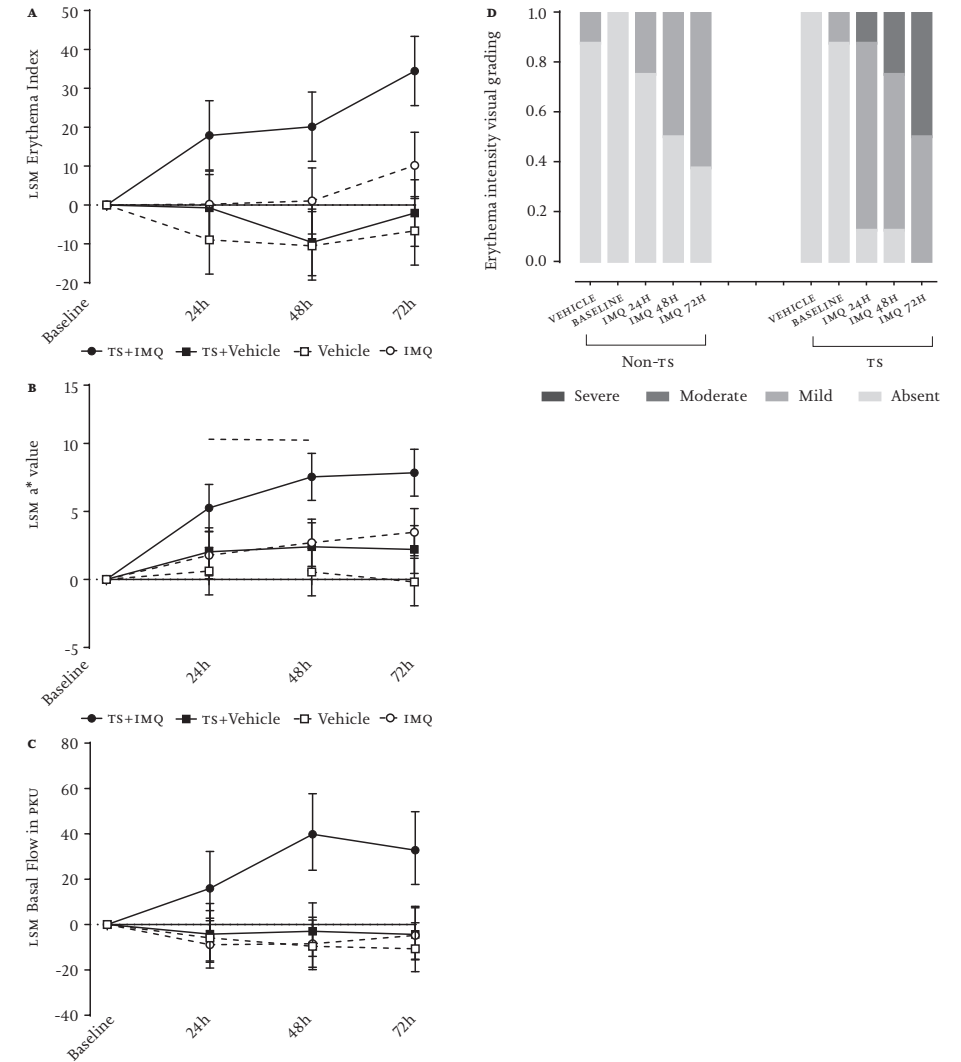 A
50
40
30
20
10
0
-10
-20
LSM Erythema Index
Baseline
24h
48h
72h
TS+IMQ TS+Vehicle Vehicle IMQ
B
15
10
5
0
-5
LSM a* value
Baseline
24h
48h
72h
TS+IMQ TS+Vehicle Vehicle IMQ
C
80
60
40
20
0
-20
-40
LSM Basal Flow in PKU
Baseline
24h
48h
72h
D
1.0
0.8
0.6
0.4
0.2
0.0
Erythema intensity visual grading
VEHICLE
BASELINE
IMQ 24H
IMQ 48H
IMQ 72H
VEHICLE
BASELINE
IMQ 24H
IMQ 48H
IMQ 72H
Non-TS TS
Severe Moderate Mild Absent